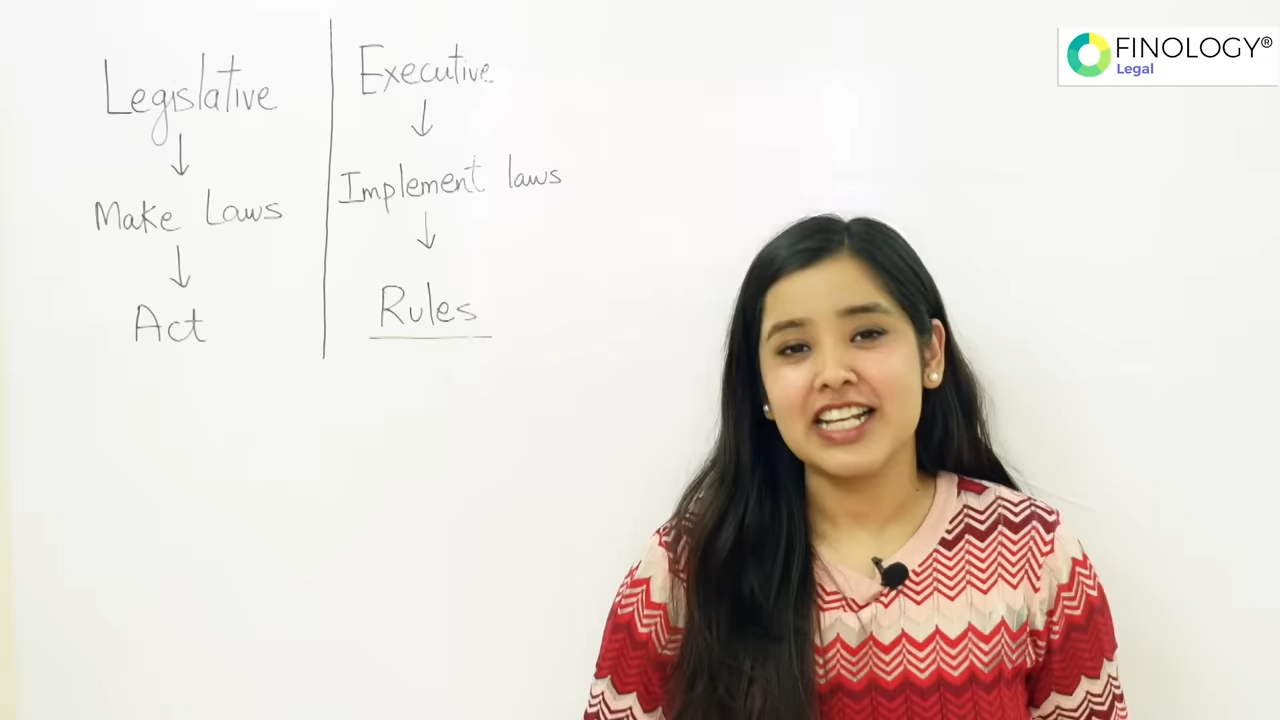 Legislative
Make Laws
Act
Executive
Implement laws
Rules
FINOLOGY®
Legal